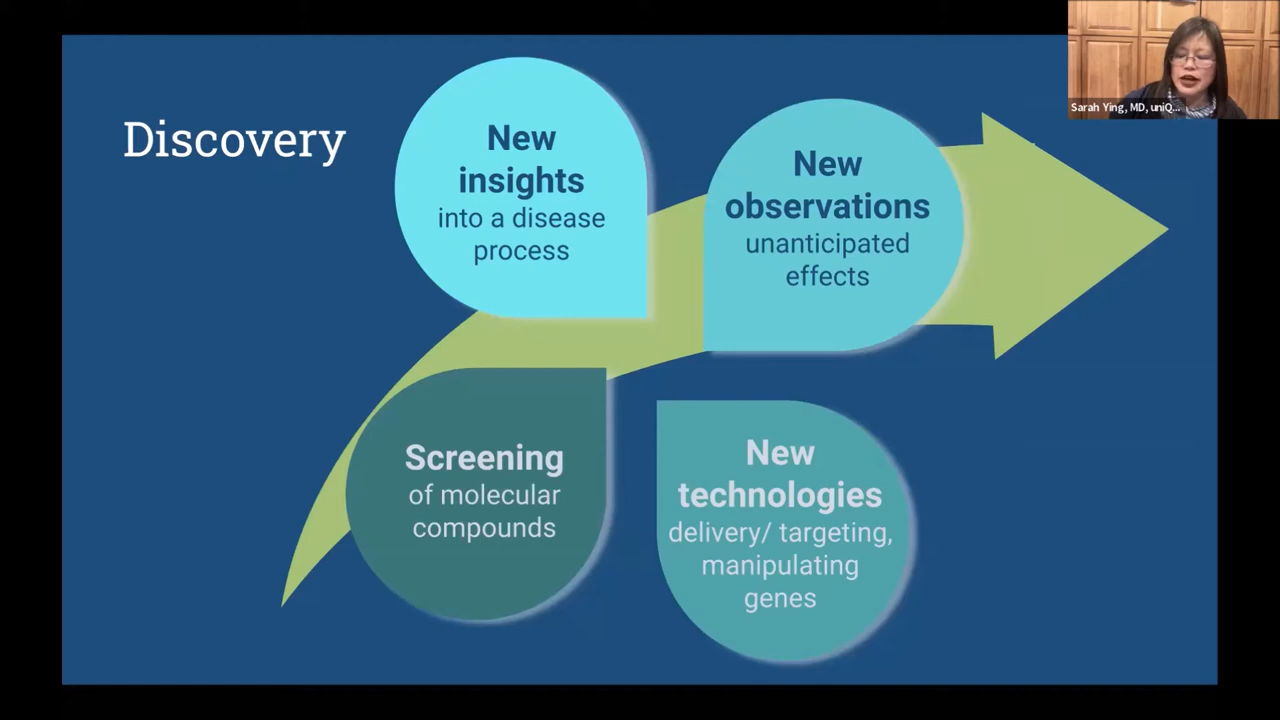 Discovery
New
insights
into a disease
process
New
observations
unanticipated
effects
Screening
of molecular
compounds
New
technologies
delivery/ targeting,
manipulating
genes
Sarah Ying, MD, uniQ...